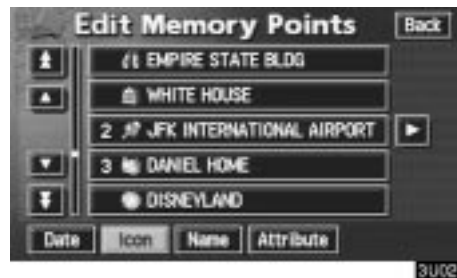 Edit Memory Points Back
EMPIRE STATE BLDG
WHITE HOUSE
2 JFK INTERNATIONAL AIRPORT
3 DANIEL HOME
DISNEYLAND
Date Icon Name Attribute
3U02